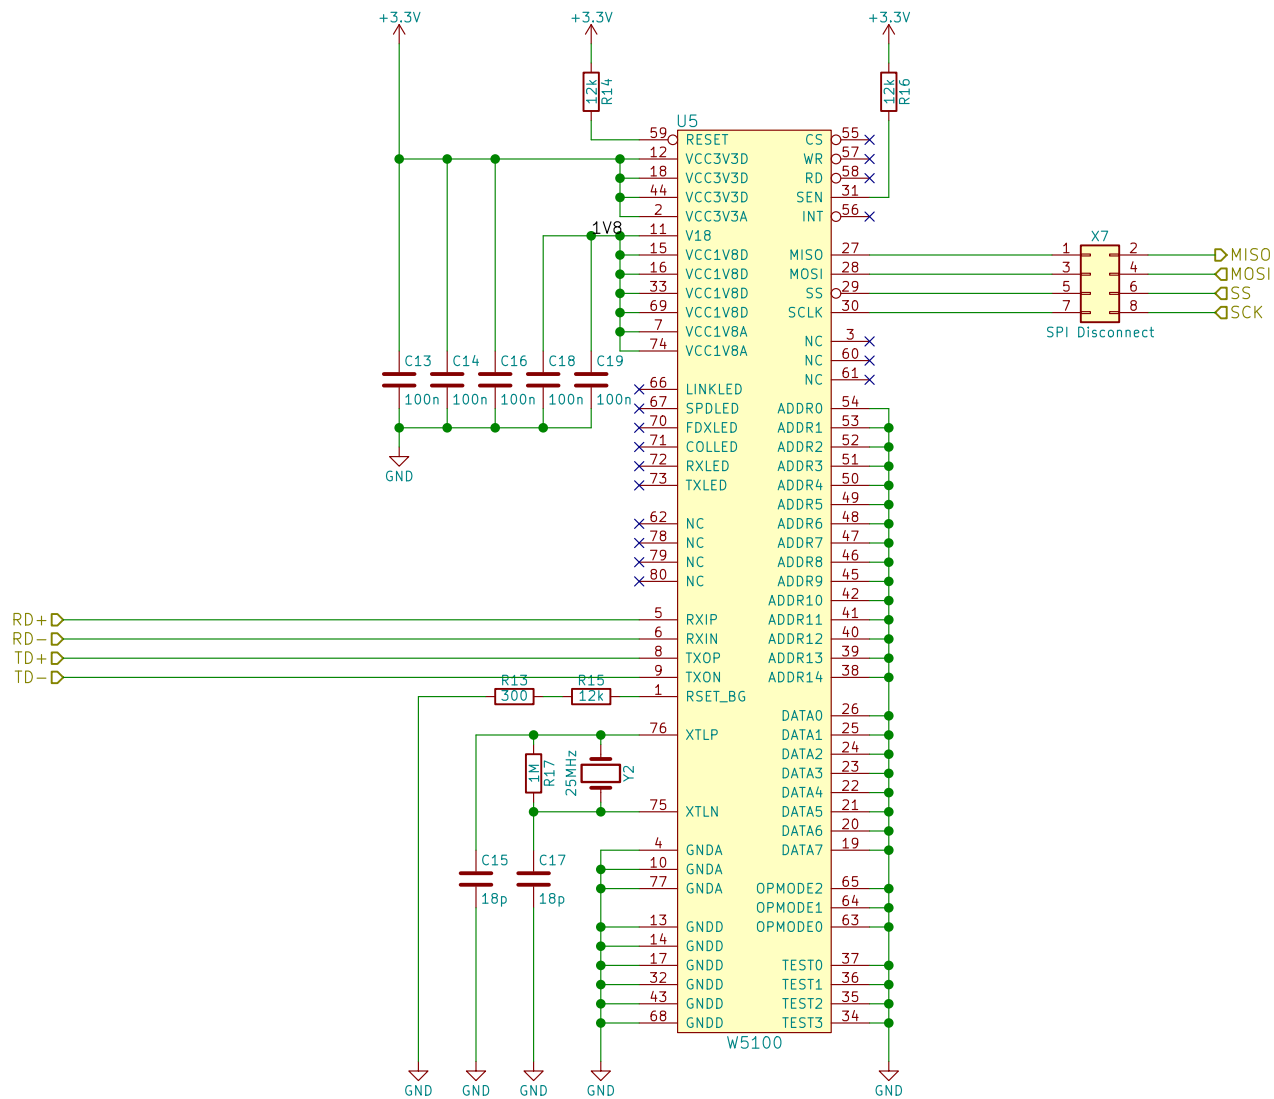 +3.3V +3.3V +3.3V
12k R14 12k R16
U5
59 RESET CS 55
12 VCC3V3D WR 57
18 VCC3V3D RD 58
44 VCC3V3D SEN 31
2 VCC3V3A INT 56
1V8
11 V18
X7
15 VCC1V8D MISO 27 1 2 MISO
16 VCC1V8D MOSI 28 3 4 MOSI
33 VCC1V8D SS 29 5 6 SS
69 VCC1V8D SCLK 30 7 8 SCK
7 VCC1V8A
SPI Disconnect
NC 3
74 VCC1V8A
C13 C14 C16 C18 C19 NC 60
NC 61
66 LINKLED
100n 100n 100n 100n 100n
67 SPDLED ADDR0 54
70 FDXLED ADDR1 53
71 COLLED ADDR2 52
72 RXLED ADDR3 51
GND
73 TXLED ADDR4 50
ADDR5 49
62 NC ADDR6 48
78 NC ADDR7 47
79 NC ADDR8 46
80 NC ADDR9 45
ADDR10 42
RD+ 5 RXIP ADDR11 41
RD- 6 RXIN ADDR12 40
TD+ 8 TXOP ADDR13 39
TD- 9 TXON ADDR14 38
R13 R15
300 12k 1 RSET_BG
DATA0 26
76 XTLP DATA1 25
DATA2 24
1M R17 25MHz Y2 DATA3 23
DATA4 22
75 XTLN DATA5 21
DATA6 20
4 GNDA DATA7 19
C15 C17
10 GNDA
77 GNDA OPMODE2 65
18p 18p
OPMODE1 64
13 GNDD OPMODE0 63
14 GNDD
17 GNDD TEST0 37
32 GNDD TEST1 36
43 GNDD TEST2 35
68 GNDD TEST3 34
W5100
GND GND GND GND GND